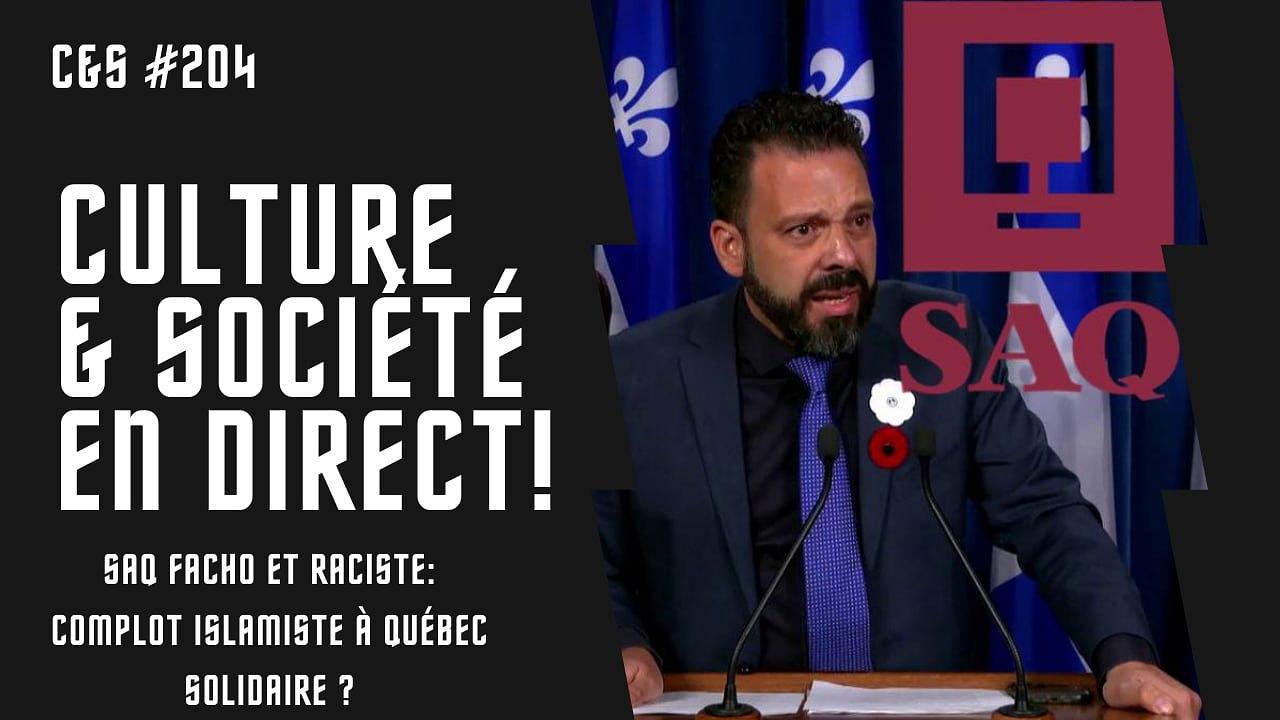 C&S #204
CULTURE
& SOCIÉTÉ
EN DIRECT!
SAQ FACHO ET RACISTE:
COMPLOT ISLAMISTE À QUÉBEC
SOLIDAIRE ?
SAQ